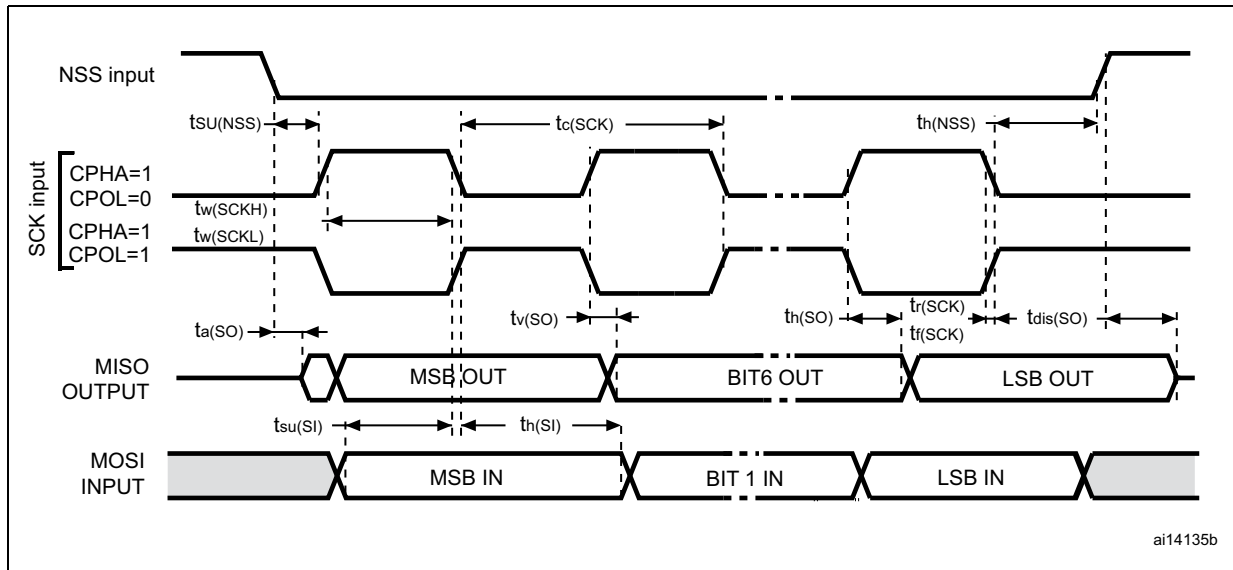 NSS input
tSU(NSS)
tc(SCK)
th(NSS)
SCK input
CPHA=1
CPOL=0
tw(SCKH)
CPHA=1
tw(SCKL)
CPOL=1
ta(SO)
tv(SO)
th(SO)
tr(SCK)
tf(SCK)
tdis(SO)
MISO
OUTPUT
MSB OUT
BIT6 OUT
LSB OUT
tsu(SI)
th(SI)
MOSI
INPUT
MSB IN
BIT 1 IN
LSB IN
ai14135b